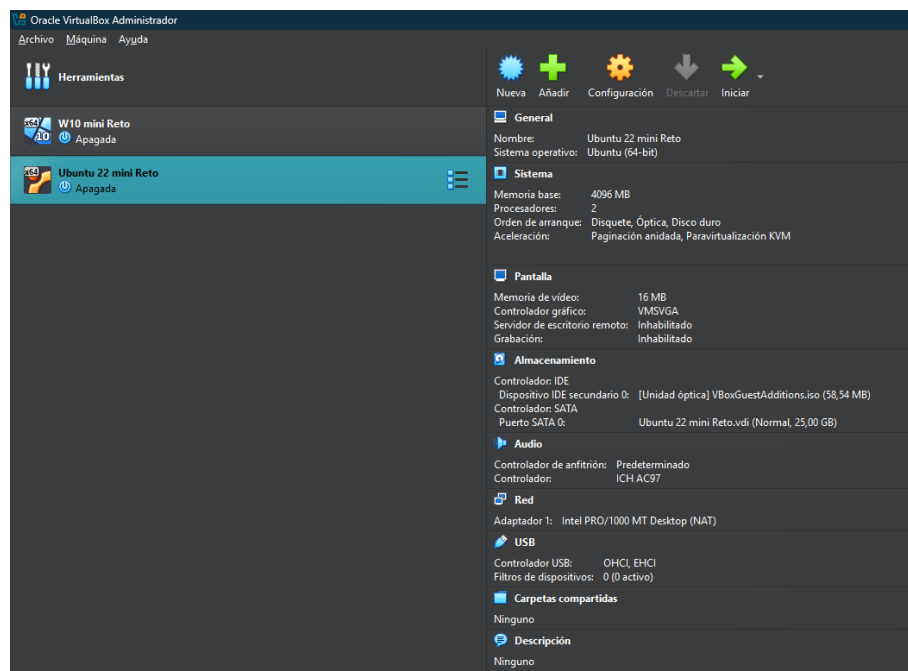 Oracle VirtualBox Administrador
Archivo Máquina Ayuda
Herramientas
x64 10 W10 mini Reto
Apagada
x64 Ubuntu 22 mini Reto
Apagada
Nueva Añadir Configuración Descartar Iniciar
General
Nombre: Ubuntu 22 mini Reto
Sistema operativo: Ubuntu (64-bit)
Sistema
Memoria base: 4096 MB
Procesadores: 2
Orden de arranque: Disquete, Óptica, Disco duro
Aceleración: Paginación anidada, Paravirtualización KVM
Pantalla
Memoria de vídeo: 16 MB
Controlador gráfico: VMSVGA
Servidor de escritorio remoto: Inhabilitado
Grabación: Inhabilitado
Almacenamiento
Controlador: IDE
Dispositivo IDE secundario 0: [Unidad óptica] VBoxGuestAdditions.iso (58,54 MB)
Controlador: SATA
Puerto SATA 0: Ubuntu 22 mini Reto.vdi (Normal, 25,00 GB)
Audio
Controlador de anfitrión: Predeterminado
Controlador: ICH AC97
Red
Adaptador 1: Intel PRO/1000 MT Desktop (NAT)
USB
Controlador USB: OHCI, EHCI
Filtros de dispositivos: 0 (0 activo)
Carpetas compartidas
Ninguno
Descripción
Ninguno